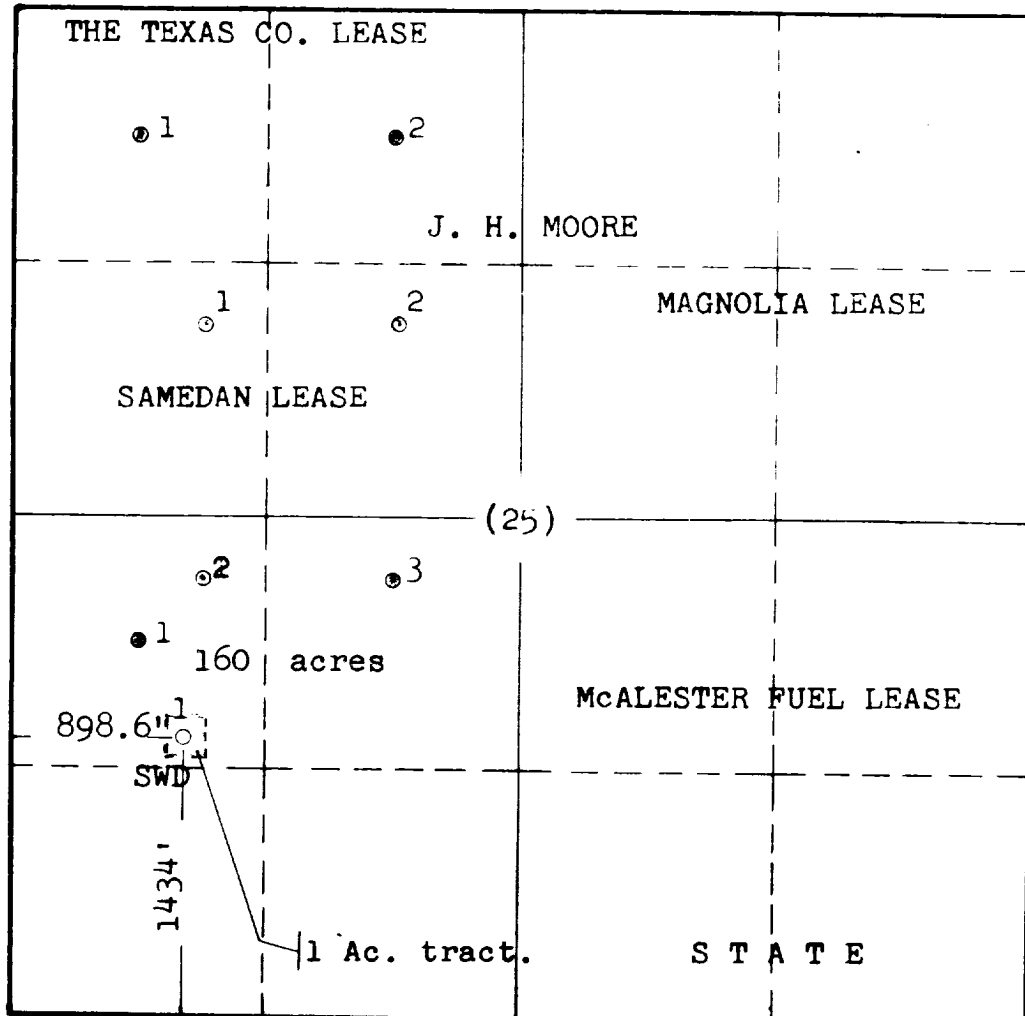 THE TEXAS CO. LEASE
1
2
J. H. MOORE
1
2
MAGNOLIA LEASE
SAMEDAN LEASE
(25)
2
3
1
160 acres
McALESTER FUEL LEASE
1
898.6"
SWD
1434'
1 Ac. tract.
S T A T E